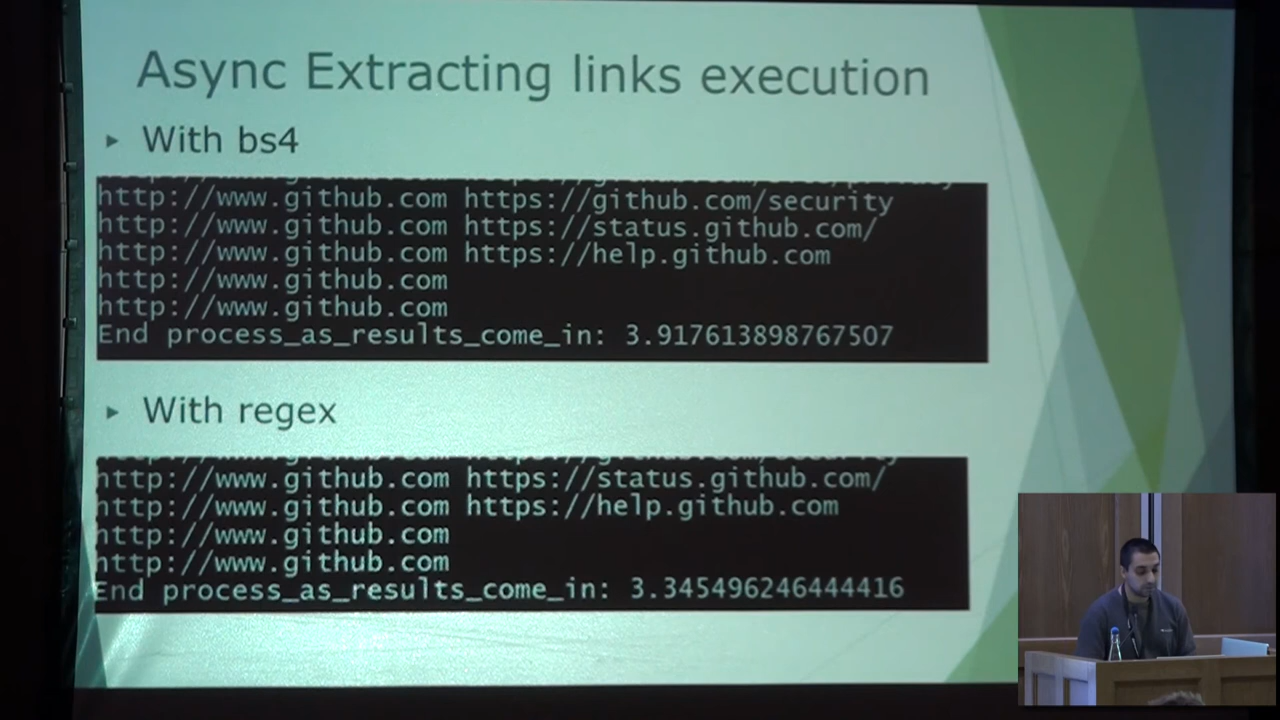 Async Extracting links execution
With bs4
http://www.github.com https://github.com/security
http://www.github.com https://status.github.com/
http://www.github.com https://help.github.com
http://www.github.com
http://www.github.com
End process_as_results_come_in: 3.917613898767507
With regex
http://www.github.com https://status.github.com/
http://www.github.com https://help.github.com
http://www.github.com
http://www.github.com
End process_as_results_come_in: 3.345496246444416